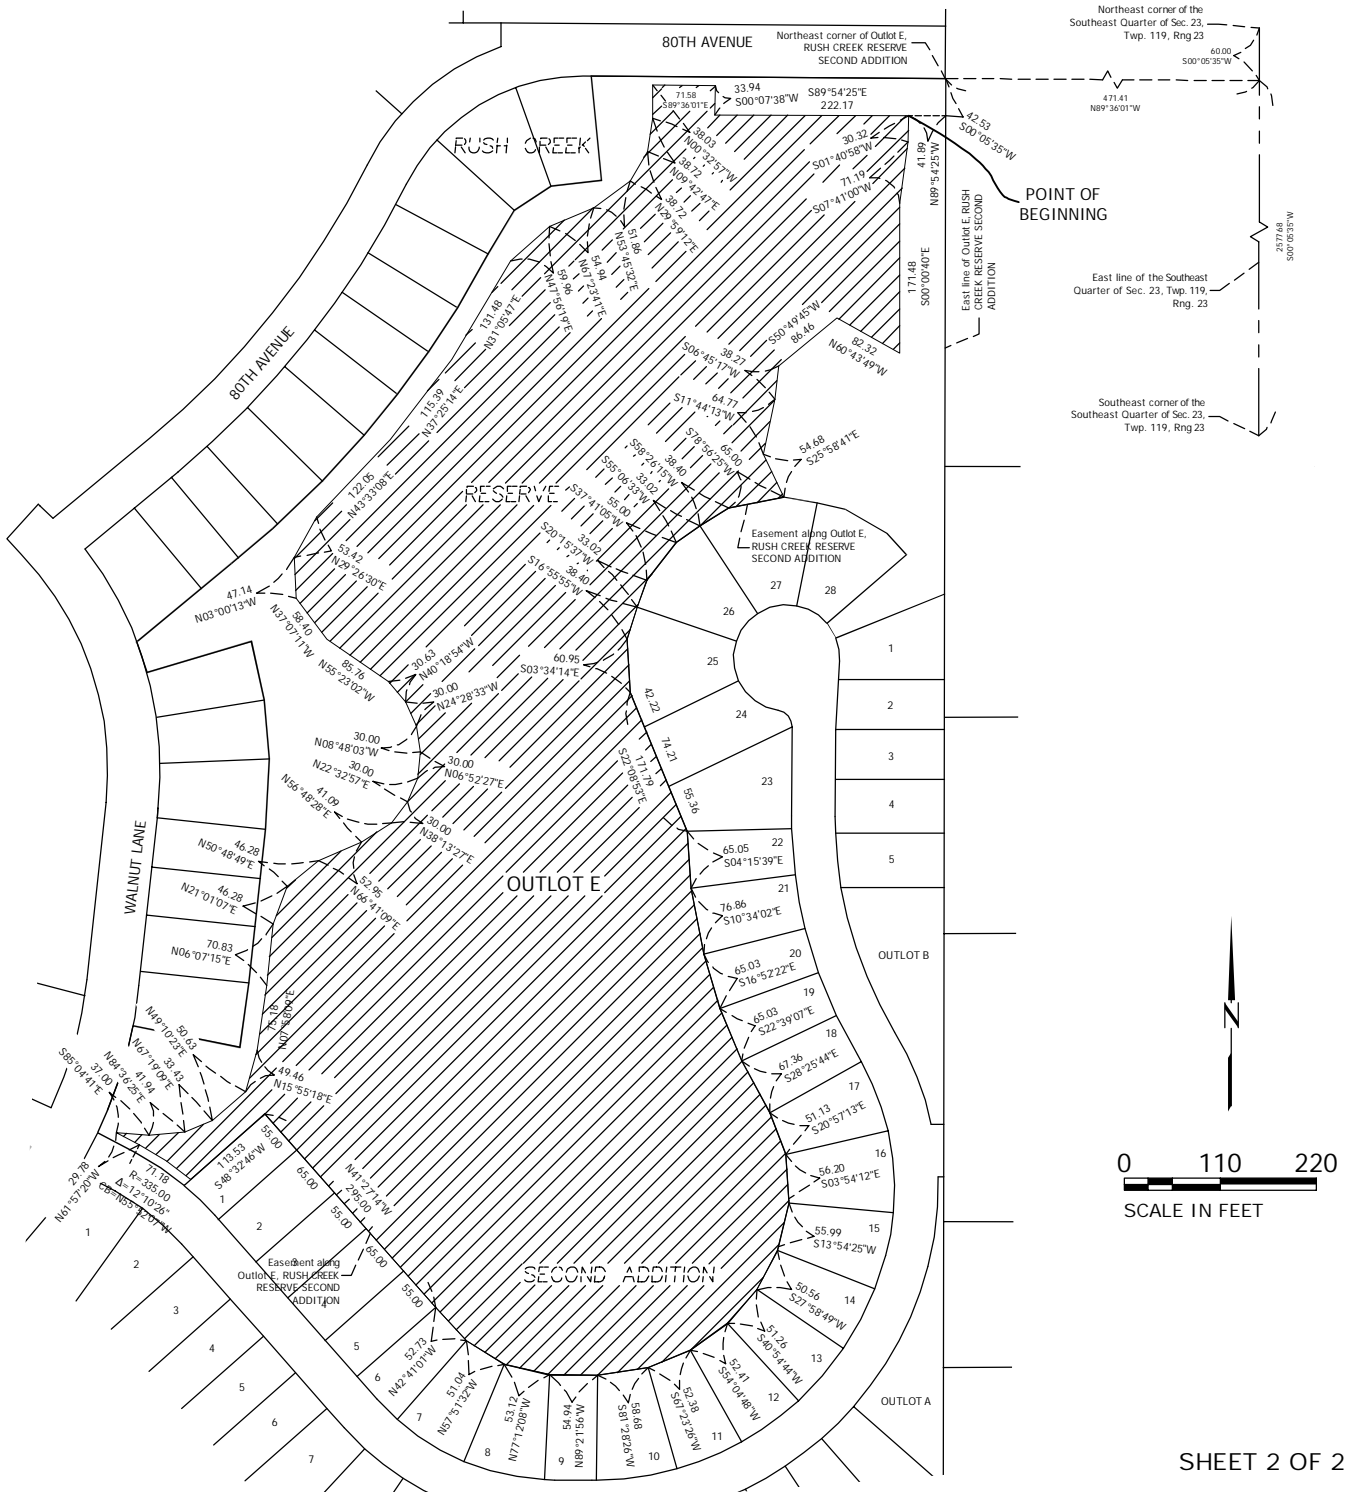 Northeast corner of the
Southeast Quarter of Sec. 23,
Twp. 119, Rng 23
80TH AVENUE
Northeast corner of Outlot E,
RUSH CREEK RESERVE
SECOND ADDITION
60.00
S00°05'35"W
471.41
N89°36'01"W
42.53
S00°05'35"W
71.58
S89°36'01"E
33.94
S00°07'38"W
S89°54'25"E
222.17
RUSH CREEK
38.03
N00°32'57"W
38.72
N09°42'47"E
38.72
N29°59'12"E
51.86
N53°45'32"E
54.94
N67°23'41"E
59.96
N47°56'19"E
131.48
N31°05'47"E
115.39
N37°25'14"E
122.05
N43°33'08"E
30.32
S01°40'58"W
71.19
S07°41'00"W
41.89
N89°54'25"W
POINT OF
BEGINNING
East line of Outlot E, RUSH
CREEK RESERVE SECOND
ADDITION
171.48
S00°00'40"E
2577.68
S00°05'35"W
East line of the Southeast
Quarter of Sec. 23, Twp. 119,
Rng. 23
Southeast corner of the
Southeast Quarter of Sec. 23,
Twp. 119, Rng 23
80TH AVENUE
S50°49'45"W
86.46
82.32
N60°43'49"W
38.27
S06°45'17"W
64.77
S11°44'13"W
54.68
S25°58'41"E
65.00
S78°56'25"W
38.40
S58°26'15"W
33.02
S55°06'33"W
55.00
S37°41'05"W
33.02
S20°15'37"W
38.40
S16°55'55"W
RESERVE
Easement along Outlot E,
RUSH CREEK RESERVE
SECOND ADDITION
53.42
N29°26'30"E
47.14
N03°00'13"W
58.40
N37°07'11"W
85.76
N55°23'02"W
30.63
N40°18'54"W
30.00
N24°28'33"W
30.00
N08°48'03"W
30.00
N06°52'27"E
30.00
N22°32'57"E
30.00
N38°13'27"E
41.09
N56°48'28"E
52.95
N66°41'09"E
46.28
N50°48'49"E
46.28
N21°01'07"E
70.83
N06°07'15"E
75.18
N07°58'09"E
49.46
N15°55'18"E
50.63
N49°10'23"E
33.43
N67°19'09"E
41.94
N84°36'25"E
37.00
S85°04'41"E
29.78
N61°57'20"W
71.18
R=335.00
Δ=12°10'26"
CB=N55°52'07"W
60.95
S03°34'14"E
42.22
74.21
171.79
S22°08'53"E
55.36
27
28
26
25
24
23
22
21
20
19
18
17
16
15
14
13
12
11
10
9
8
7
6
5
4
3
2
1
1
2
3
4
5
WALNUT LANE
OUTLOT E
65.05
S04°15'39"E
76.86
S10°34'02"E
65.03
S16°52'22"E
65.03
S22°39'07"E
67.36
S28°25'44"E
51.13
S20°57'13"E
56.20
S03°54'12"E
55.99
S13°54'25"W
50.56
S27°58'49"W
51.26
S40°54'44"W
52.41
S54°04'48"W
52.38
S67°23'26"W
58.68
S81°28'26"W
54.94
N89°21'56"W
53.12
N77°12'08"W
51.04
N57°51'32"W
52.73
N42°41'01"W
OUTLOT B
113.53
S48°32'46"W
55.00
65.00
N41°27'14"W
295.00
55.00
65.00
55.00
Easement along
Outlot E, RUSH CREEK
RESERVE SECOND
ADDITION
SECOND ADDITION
1
2
3
4
5
6
7
OUTLOT A
N
0 110 220
SCALE IN FEET
SHEET 2 OF 2